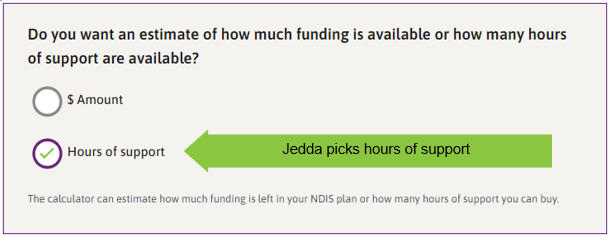 Do you want an estimate of how much funding is available or how many hours
of support are available?
$ Amount
Hours of support
Jedda picks hours of support
The calculator can estimate how much funding is left in your NDIS plan or how many hours of support you can buy.